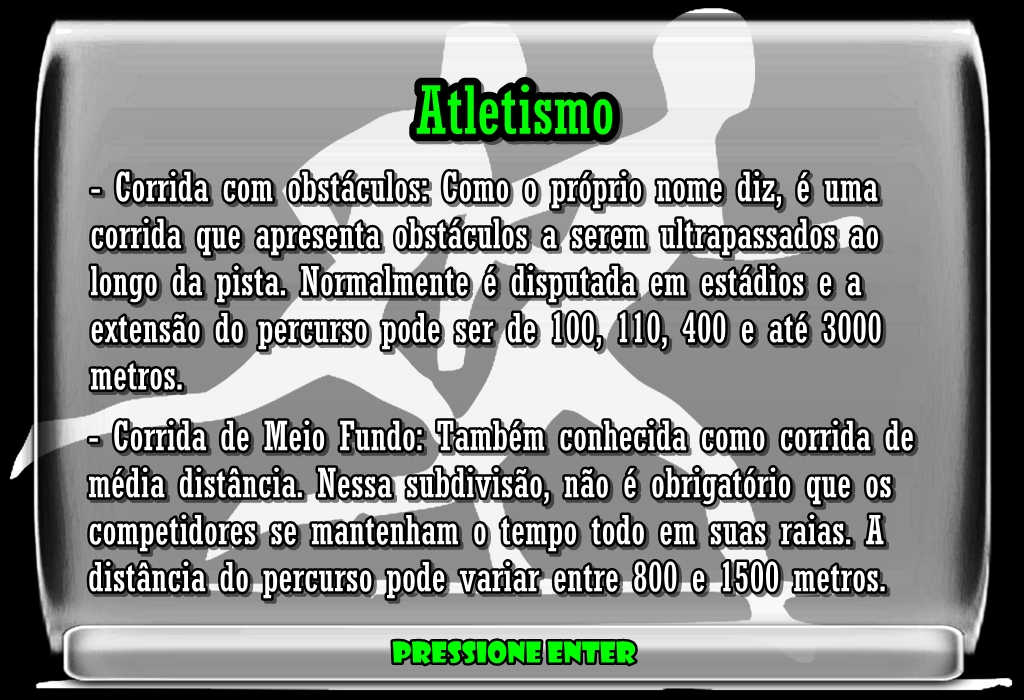 Atletismo
- Corrida com obstáculos: Como o próprio nome diz, é uma
corrida que apresenta obstáculos a serem ultrapassados ao
longo da pista. Normalmente é disputada em estádios e a
extensão do percurso pode ser de 100, 110, 400 e até 3000
metros.
- Corrida de Meio Fundo: Também conhecida como corrida de
média distância. Nessa subdivisão, não é obrigatório que os
competidores se mantenham o tempo todo em suas raias. A
distância do percurso pode variar entre 800 e 1500 metros.
PRESSIONE ENTER